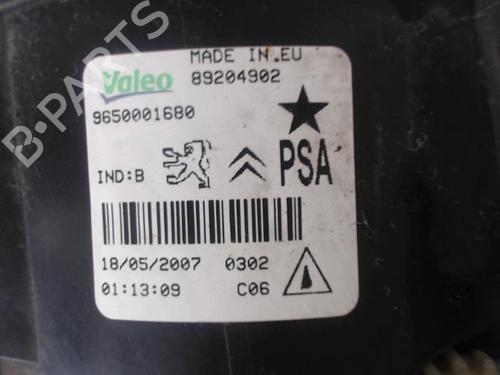 B-PARTS
Valeo
MADE IN.EU
89204902
9650001680
IND:B
PSA
18/05/2007 0302
01:13:09 C06